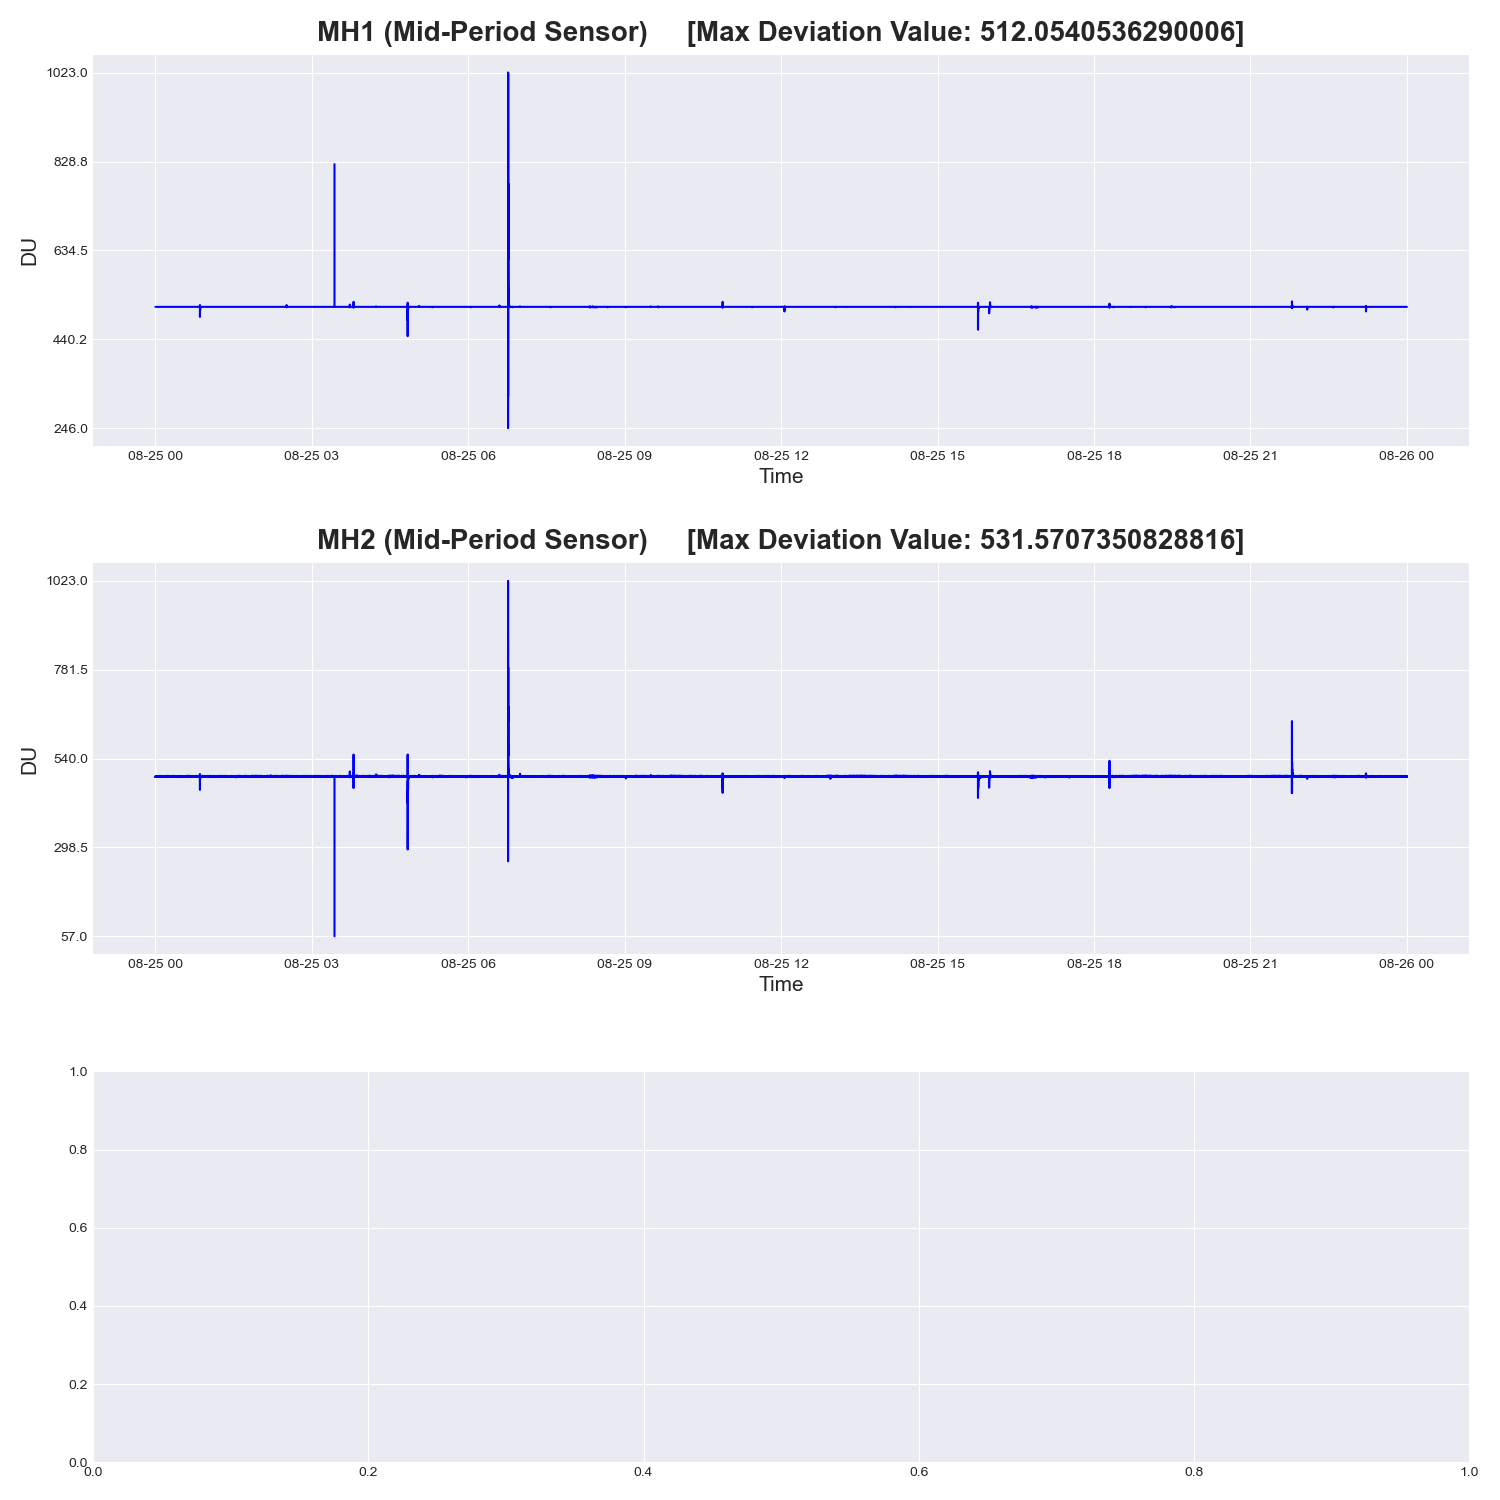 MH1 (Mid-Period Sensor) [Max Deviation Value: 512.0540536290006]
1023.0
828.8
634.5
440.2
246.0
DU
08-25 00 08-25 03 08-25 06 08-25 09 08-25 12 08-25 15 08-25 18 08-25 21 08-26 00
Time
MH2 (Mid-Period Sensor) [Max Deviation Value: 531.5707350828816]
1023.0
781.5
540.0
298.5
57.0
DU
08-25 00 08-25 03 08-25 06 08-25 09 08-25 12 08-25 15 08-25 18 08-25 21 08-26 00
Time
1.0
0.8
0.6
0.4
0.2
0.0
0.0 0.2 0.4 0.6 0.8 1.0